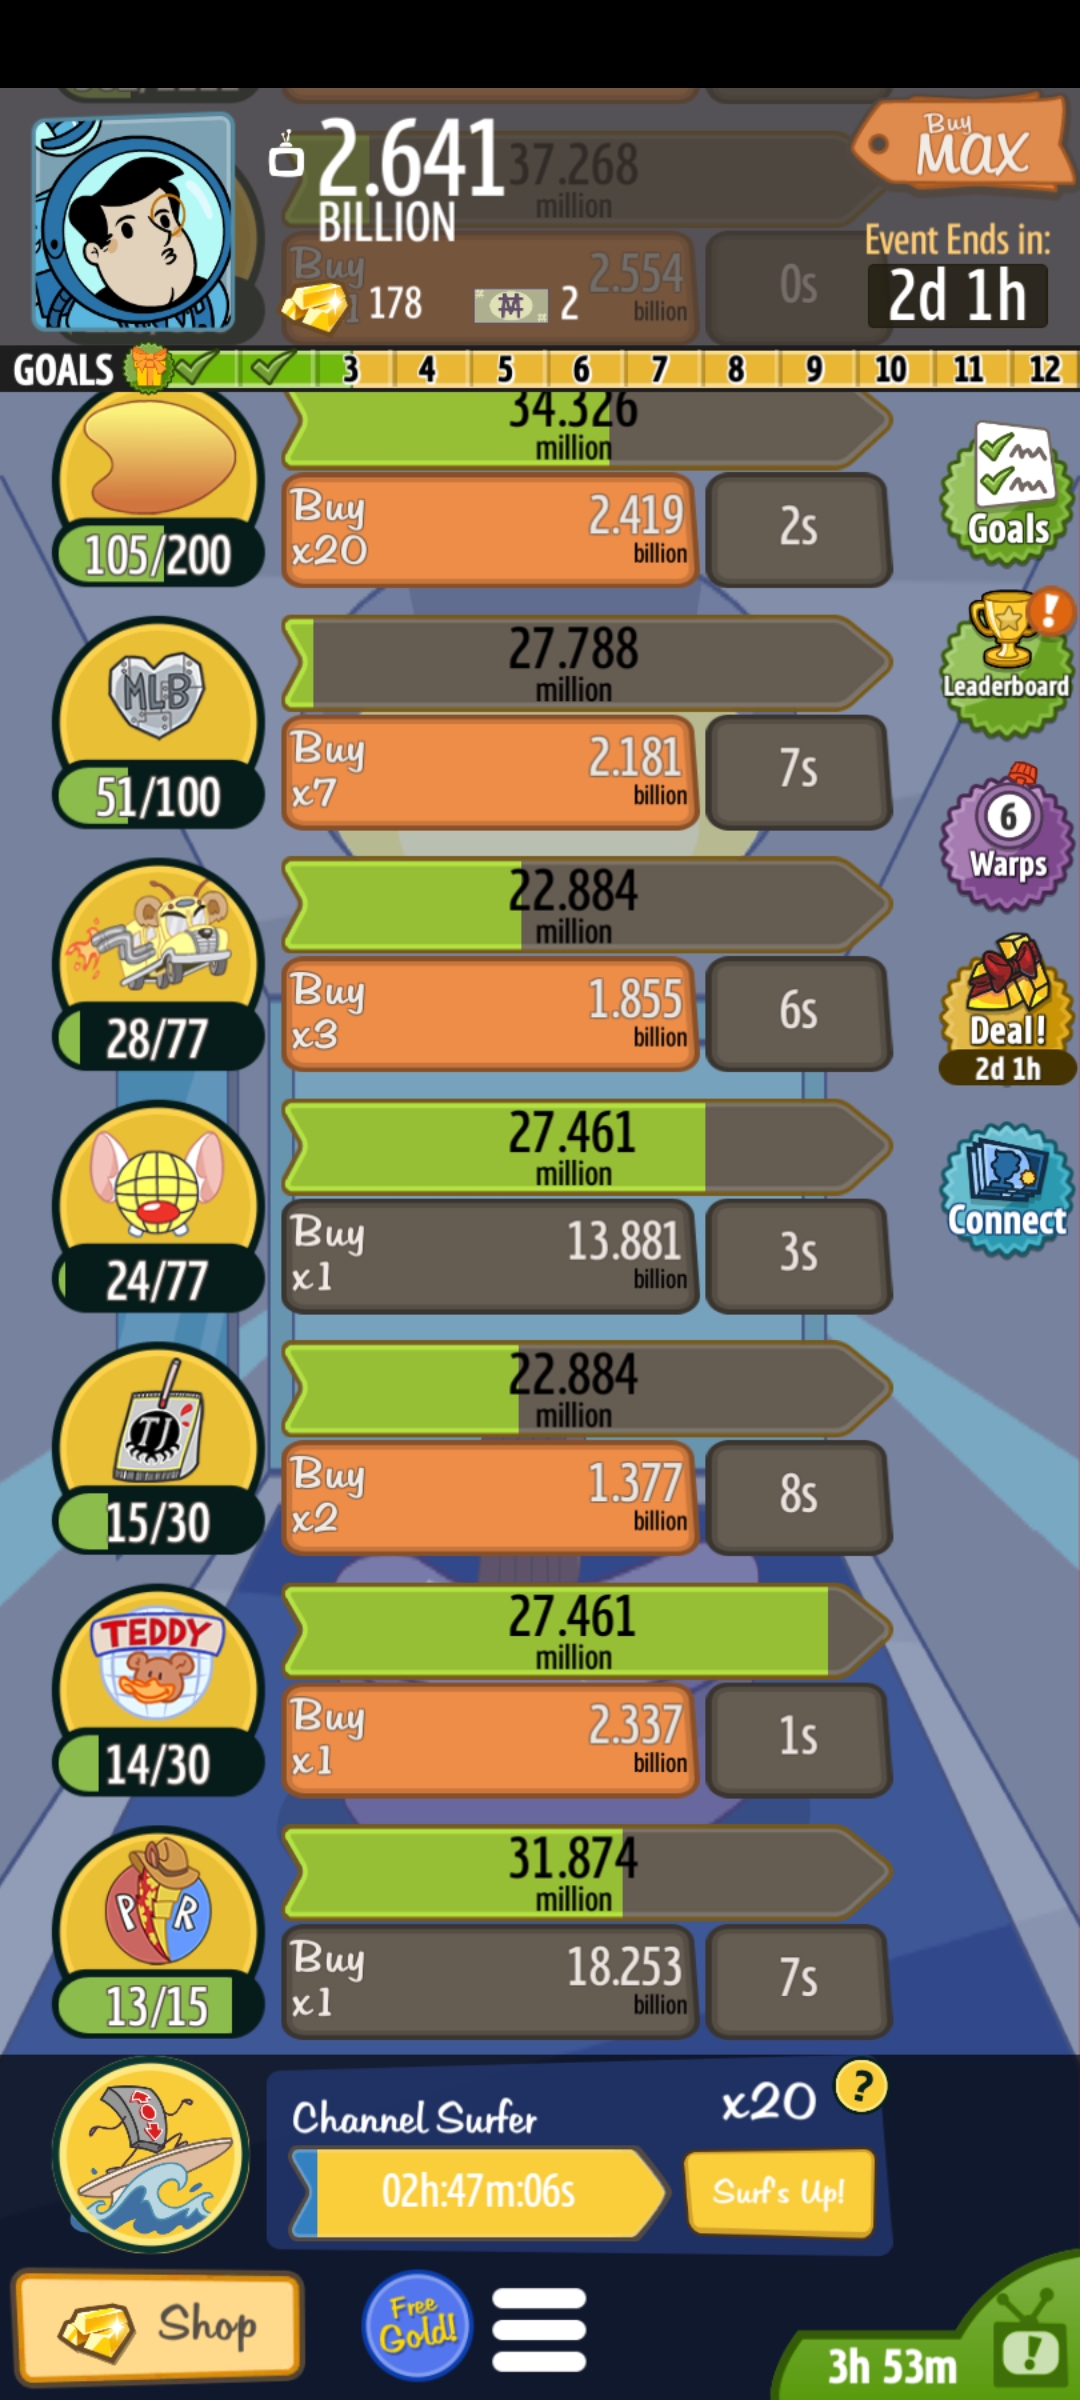 2.641
BILLION
37.268
million
Buy
MAX
Event Ends in:
2d 1h
Buy
2.554
billion
0s
178
2
GOALS 3 4 5 6 7 8 9 10 11 12
34.326
million
105/200
Buy
x20
2.419
billion
2s
Goals
MLB
51/100
27.788
million
Buy
x7
2.181
billion
7s
!
Leaderboard
28/77
22.884
million
Buy
x3
1.855
billion
6s
6
Warps
Deal!
2d 1h
24/77
27.461
million
Buy
x1
13.881
billion
3s
Connect
TJ
15/30
22.884
million
Buy
x2
1.377
billion
8s
TEDDY
14/30
27.461
million
Buy
x1
2.337
billion
1s
P R
13/15
31.874
million
Buy
x1
18.253
billion
7s
Channel Surfer
x20
?
02h:47m:06s
Surf's Up!
Shop
Free
Gold!
3h 53m
!